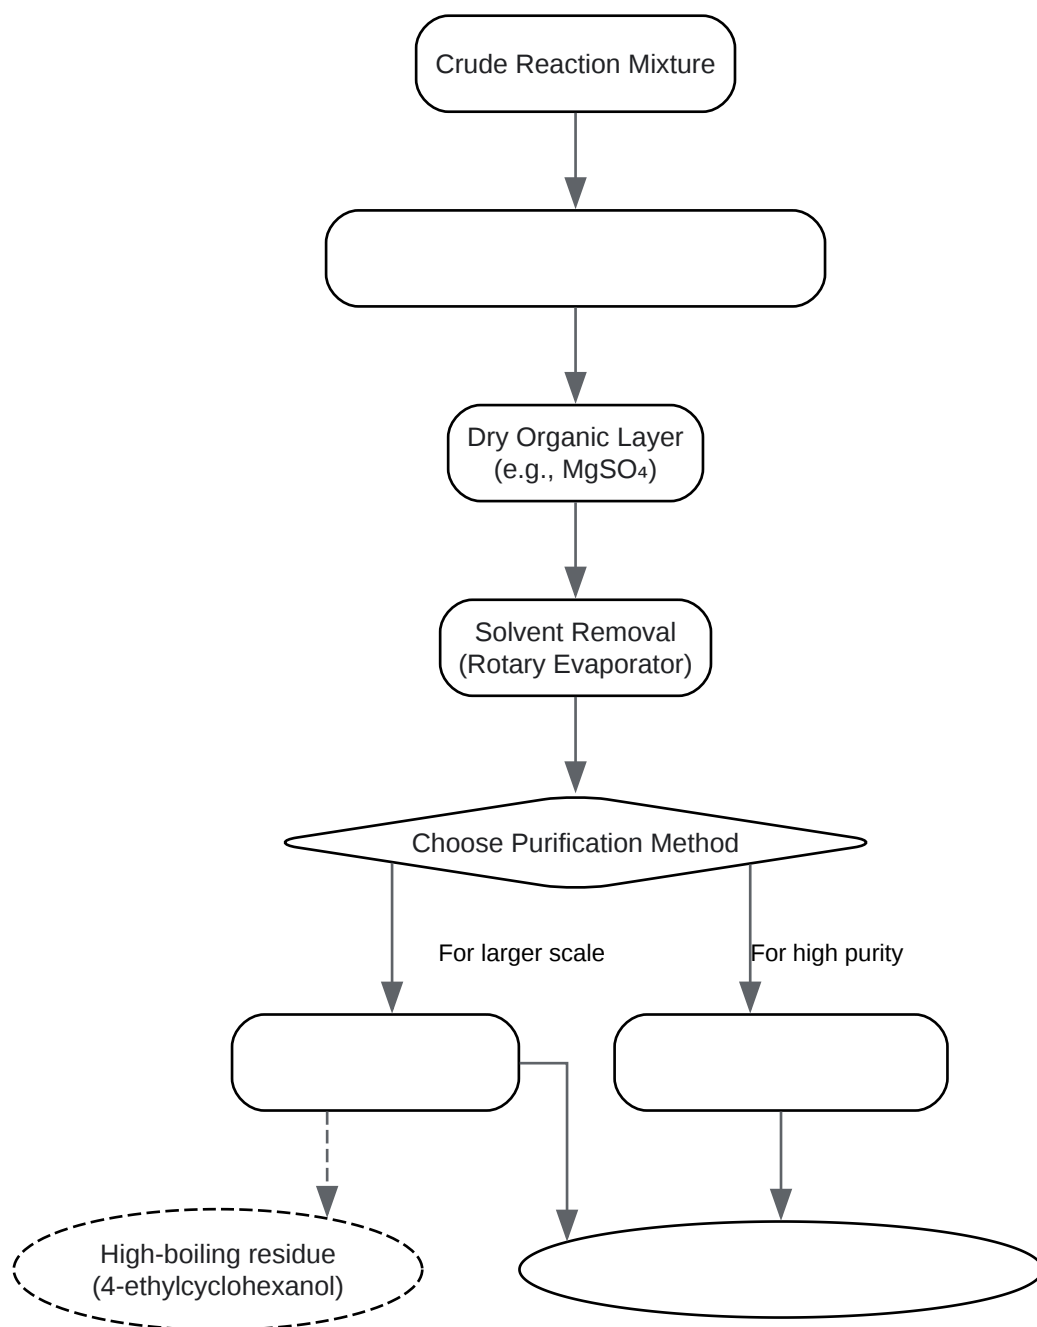 Crude Reaction Mixture
Dry Organic Layer
(e.g., MgSO₄)
Solvent Removal
(Rotary Evaporator)
Choose Purification Method
For larger scale
For high purity
High-boiling residue
(4-ethylcyclohexanol)